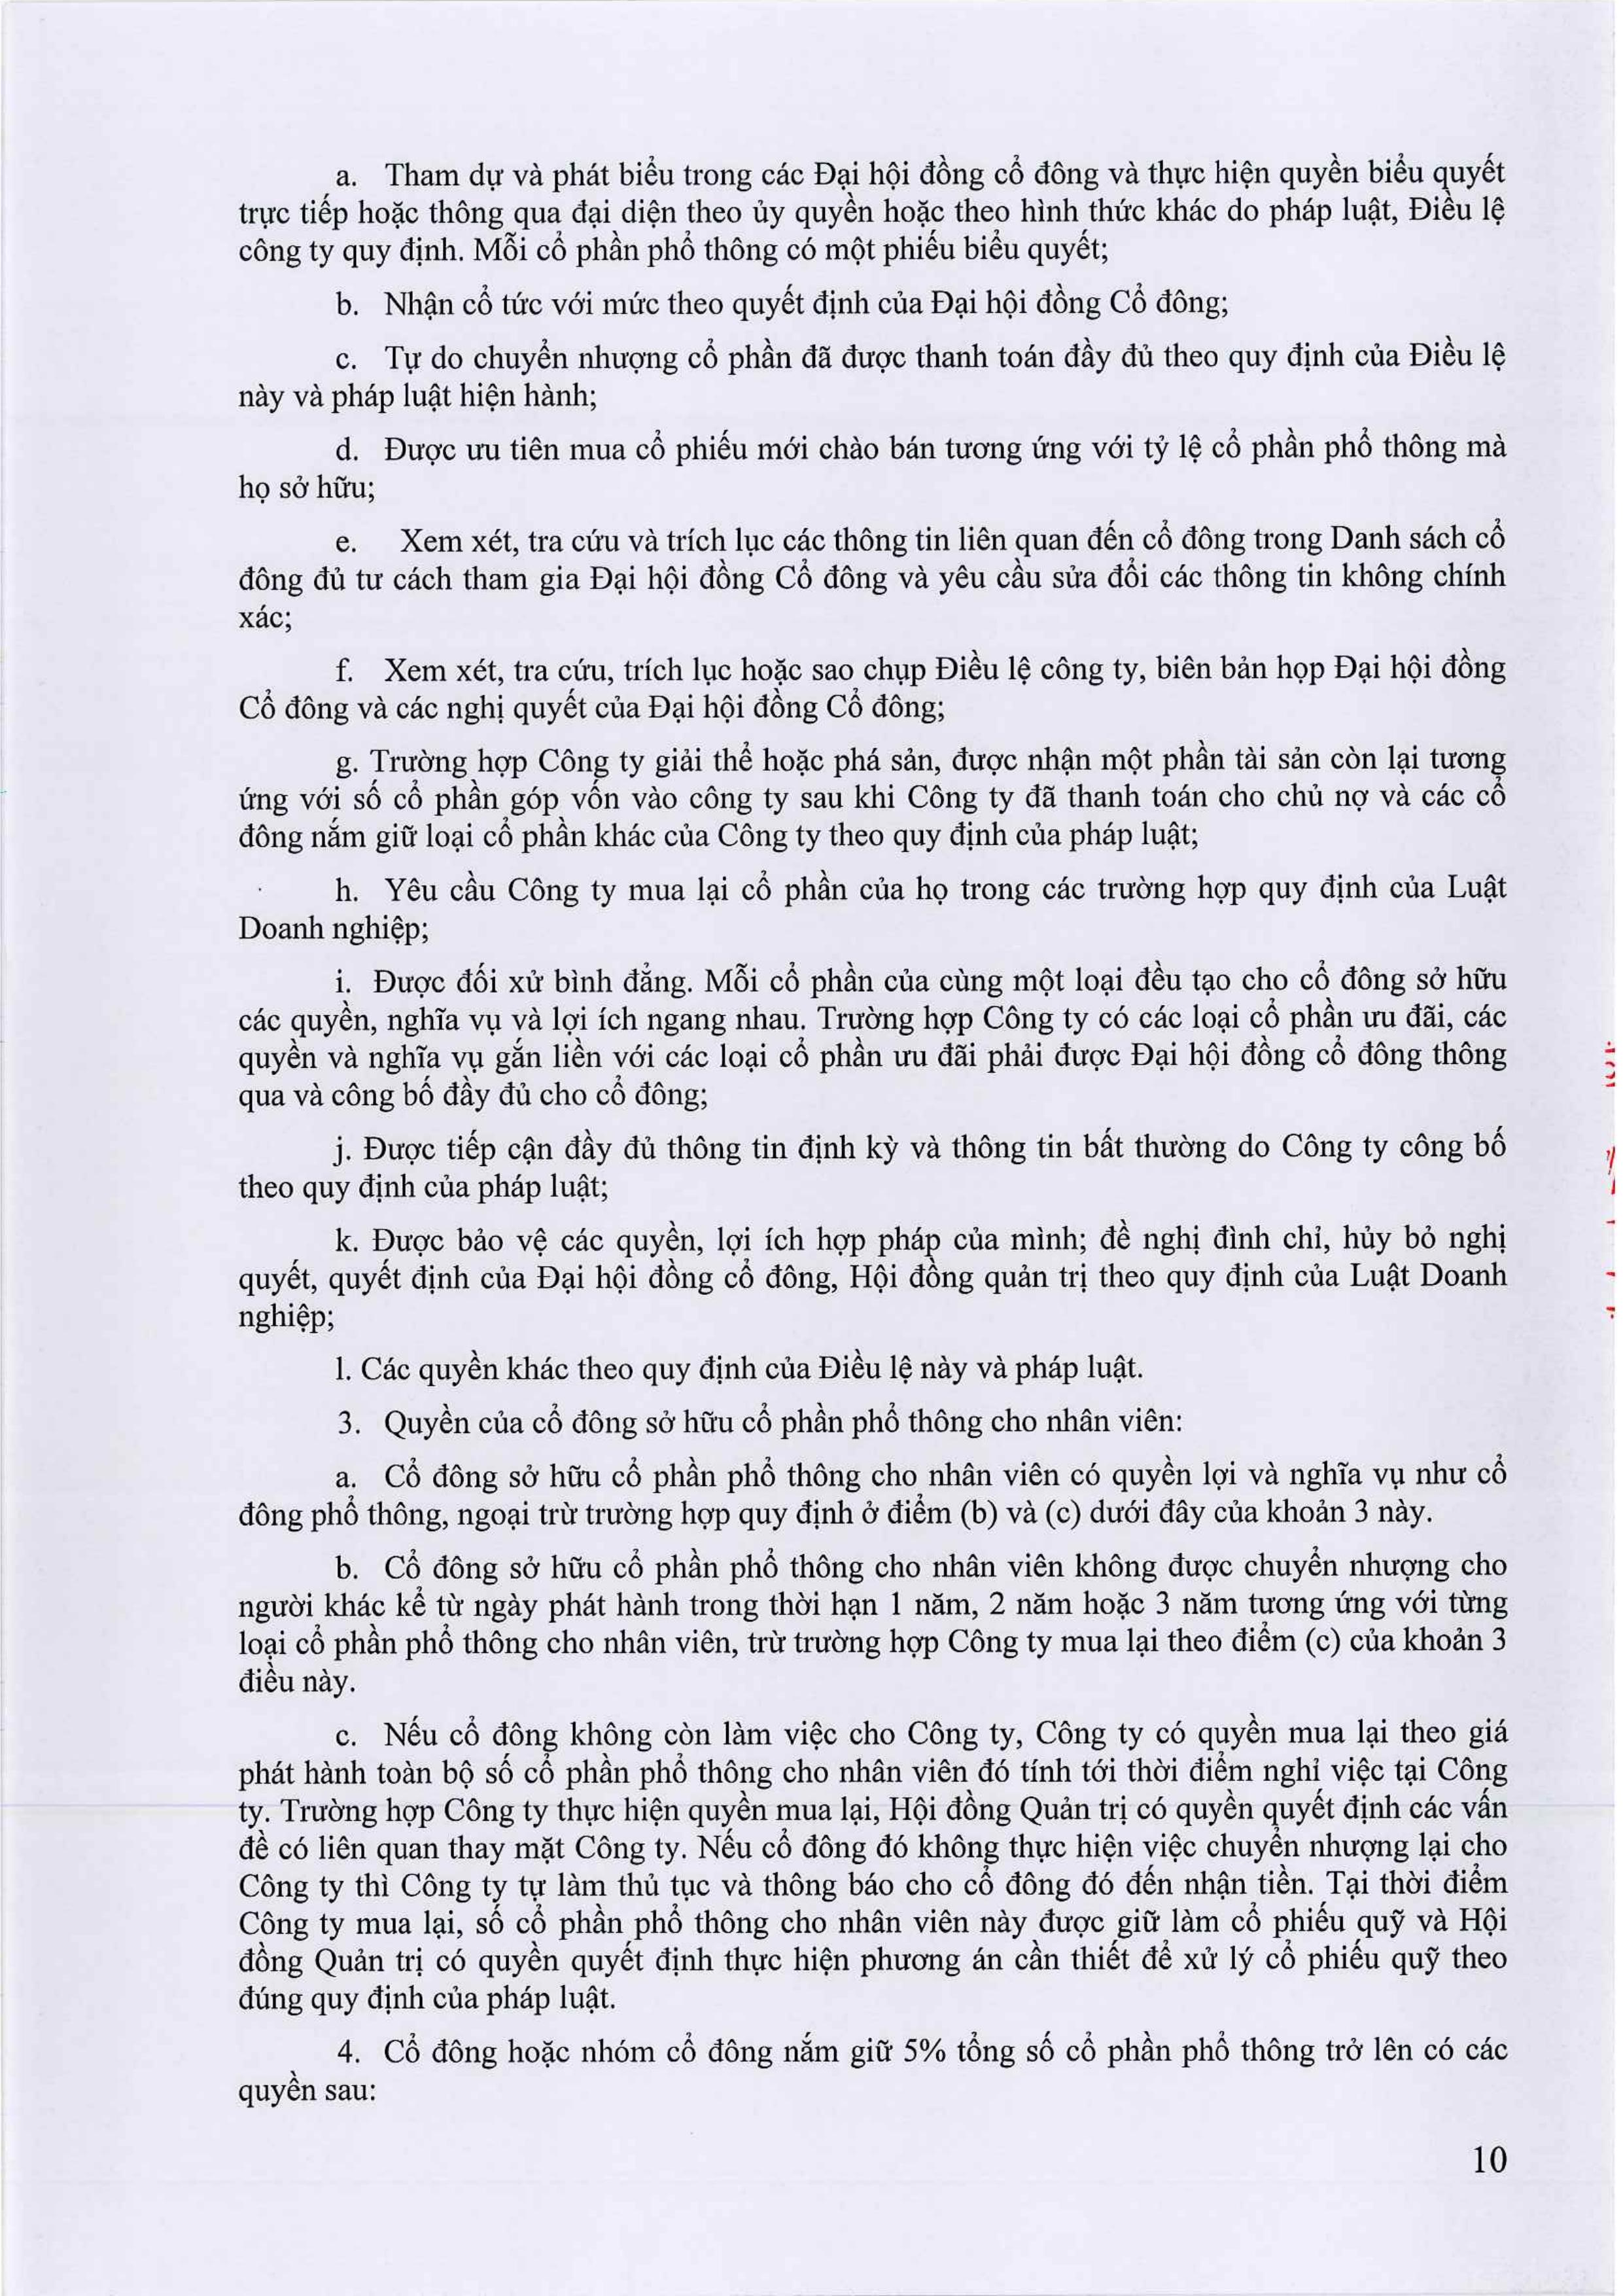 a. Tham dự và phát biểu trong các Đại hội đồng cổ đông và thực hiện quyền biểu quyết
trực tiếp hoặc thông qua đại diện theo ủy quyền hoặc theo hình thức khác do pháp luật, Điều lệ
công ty quy định. Mỗi cổ phần phổ thông có một phiếu biểu quyết;
b. Nhận cổ tức với mức theo quyết định của Đại hội đồng Cổ đông;
c. Tự do chuyển nhượng cổ phần đã được thanh toán đầy đủ theo quy định của Điều lệ
này và pháp luật hiện hành;
d. Được ưu tiên mua cổ phiếu mới chào bán tương ứng với tỷ lệ cổ phần phổ thông mà
họ sở hữu;
e. Xem xét, tra cứu và trích lục các thông tin liên quan đến cổ đông trong Danh sách cổ
đông đủ tư cách tham gia Đại hội đồng Cổ đông và yêu cầu sửa đổi các thông tin không chính
xác;
f. Xem xét, tra cứu, trích lục hoặc sao chụp Điều lệ công ty, biên bản họp Đại hội đồng
Cổ đông và các nghị quyết của Đại hội đồng Cổ đông;
g. Trường hợp Công ty giải thể hoặc phá sản, được nhận một phần tài sản còn lại tương
ứng với số cổ phần góp vốn vào công ty sau khi Công ty đã thanh toán cho chủ nợ và các cổ
đông nắm giữ loại cổ phần khác của Công ty theo quy định của pháp luật;
h. Yêu cầu Công ty mua lại cổ phần của họ trong các trường hợp quy định của Luật
Doanh nghiệp;
i. Được đối xử bình đẳng. Mỗi cổ phần của cùng một loại đều tạo cho cổ đông sở hữu
các quyền, nghĩa vụ và lợi ích ngang nhau. Trường hợp Công ty có các loại cổ phần ưu đãi, các
quyền và nghĩa vụ gắn liền với các loại cổ phần ưu đãi phải được Đại hội đồng cổ đông thông
qua và công bố đầy đủ cho cổ đông;
j. Được tiếp cận đầy đủ thông tin định kỳ và thông tin bất thường do Công ty công bố
theo quy định của pháp luật;
k. Được bảo vệ các quyền, lợi ích hợp pháp của mình; đề nghị đình chỉ, hủy bỏ nghị
quyết, quyết định của Đại hội đồng cổ đông, Hội đồng quản trị theo quy định của Luật Doanh
nghiệp;
l. Các quyền khác theo quy định của Điều lệ này và pháp luật.
3. Quyền của cổ đông sở hữu cổ phần phổ thông cho nhân viên:
a. Cổ đông sở hữu cổ phần phổ thông cho nhân viên có quyền lợi và nghĩa vụ như cổ
đông phổ thông, ngoại trừ trường hợp quy định ở điểm (b) và (c) dưới đây của khoản 3 này.
b. Cổ đông sở hữu cổ phần phổ thông cho nhân viên không được chuyển nhượng cho
người khác kể từ ngày phát hành trong thời hạn 1 năm, 2 năm hoặc 3 năm tương ứng với từng
loại cổ phần phổ thông cho nhân viên, trừ trường hợp Công ty mua lại theo điểm (c) của khoản 3
điều này.
c. Nếu cổ đông không còn làm việc cho Công ty, Công ty có quyền mua lại theo giá
phát hành toàn bộ số cổ phần phổ thông cho nhân viên đó tính tới thời điểm nghỉ việc tại Công
ty. Trường hợp Công ty thực hiện quyền mua lại, Hội đồng Quản trị có quyền quyết định các vấn
đề có liên quan thay mặt Công ty. Nếu cổ đông đó không thực hiện việc chuyển nhượng lại cho
Công ty thì Công ty tự làm thủ tục và thông báo cho cổ đông đó đến nhận tiền. Tại thời điểm
Công ty mua lại, số cổ phần phổ thông cho nhân viên này được giữ làm cổ phiếu quỹ và Hội
đồng Quản trị có quyền quyết định thực hiện phương án cần thiết để xử lý cổ phiếu quỹ theo
đúng quy định của pháp luật.
4. Cổ đông hoặc nhóm cổ đông nắm giữ 5% tổng số cổ phần phổ thông trở lên có các
quyền sau:
10